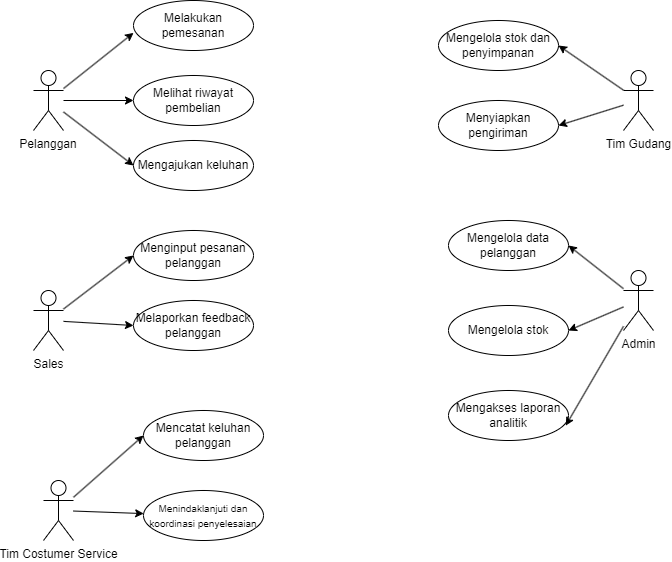 Melakukan
pemesanan
Melihat riwayat
pembelian
Pelanggan
Mengajukan keluhan
Mengelola stok dan
penyimpanan
Menyiapkan
pengiriman
Tim Gudang
Menginput pesanan
pelanggan
Melaporkan feedback
pelanggan
Sales
Mengelola data
pelanggan
Mengelola stok
Admin
Mengakses laporan
analitik
Mencatat keluhan
pelanggan
Menindaklanjuti dan
koordinasi penyelesaian
Tim Costumer Service